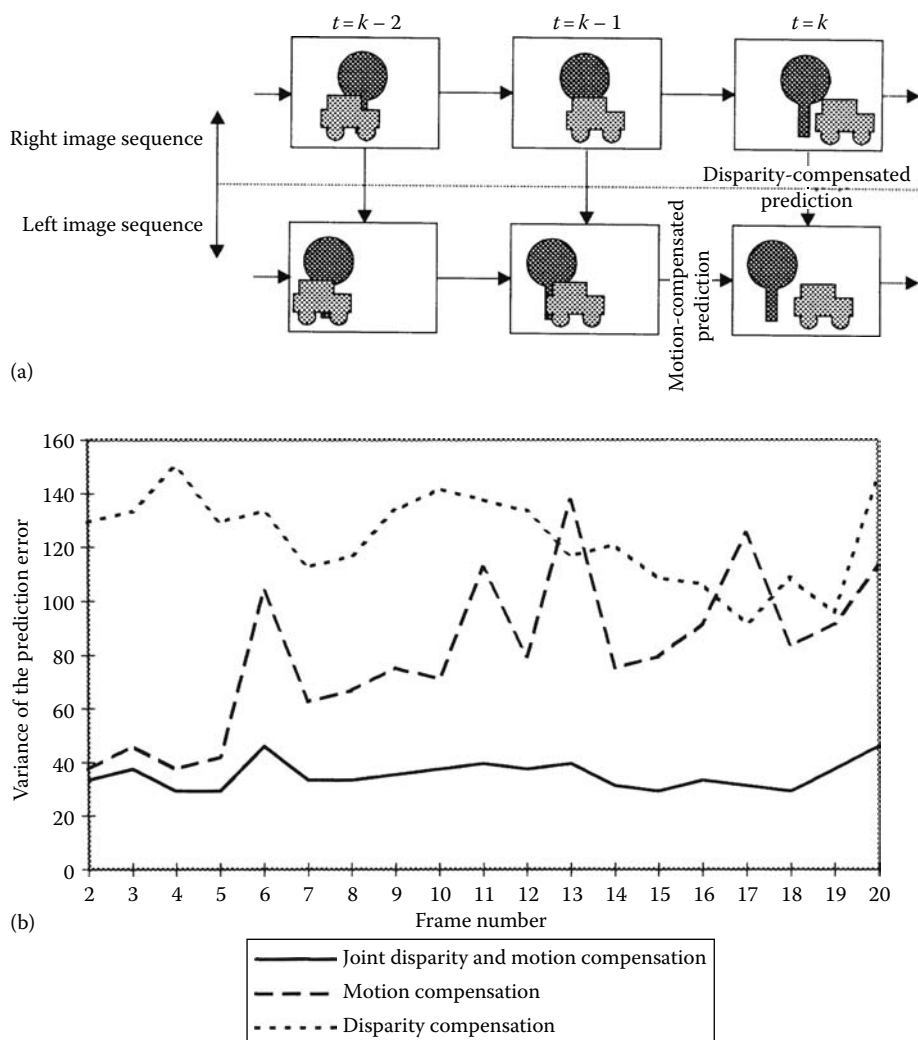 t = k – 2
t = k – 1
t = k
Right image sequence
Left image sequence
Disparity-compensated
prediction
Motion-compensated
prediction
(a)
Variance of the prediction error
160
140
120
100
80
60
40
20
0
2 3 4 5 6 7 8 9 10 11 12 13 14 15 16 17 18 19 20
(b)
Frame number
Joint disparity and motion compensation
Motion compensation
Disparity compensation